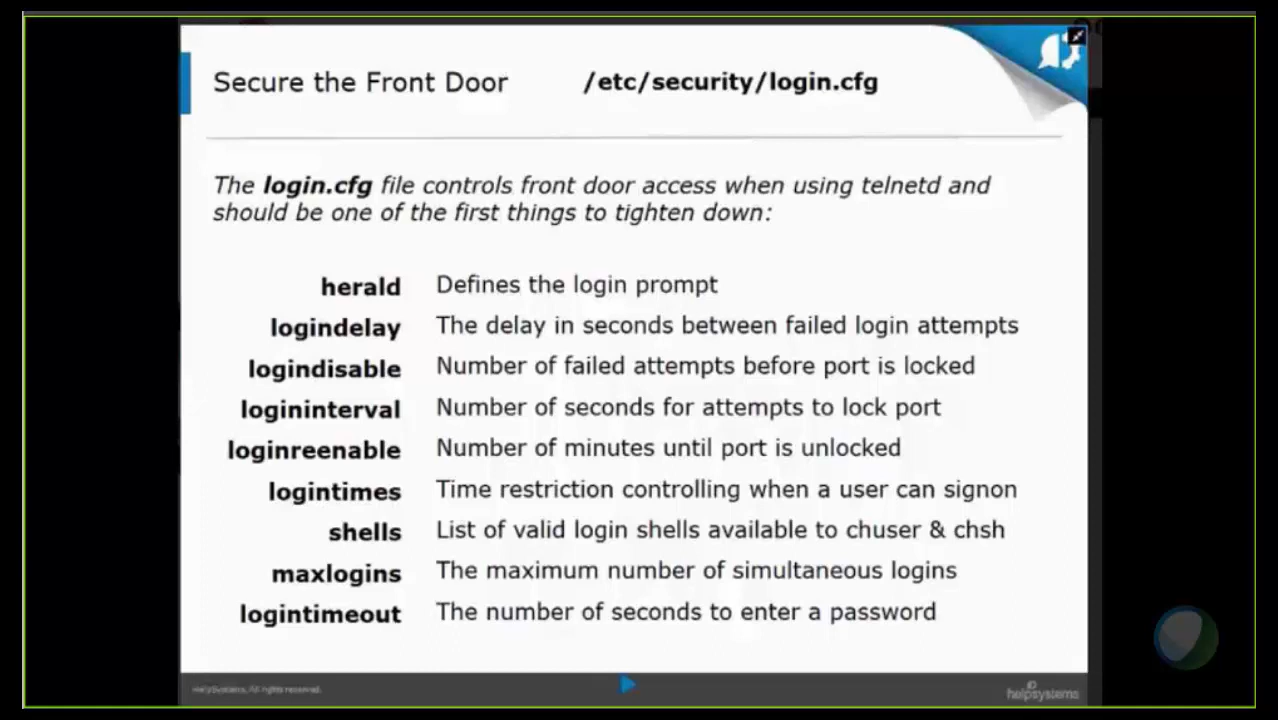 Secure the Front Door /etc/security/login.cfg
The login.cfg file controls front door access when using telnetd and
should be one of the first things to tighten down:
herald Defines the login prompt
logindelay The delay in seconds between failed login attempts
logindisable Number of failed attempts before port is locked
logininterval Number of seconds for attempts to lock port
loginreenable Number of minutes until port is unlocked
logintimes Time restriction controlling when a user can signon
shells List of valid login shells available to chuser & chsh
maxlogins The maximum number of simultaneous logins
logintimeout The number of seconds to enter a password
HelpSystems, All rights reserved.
helpsystems